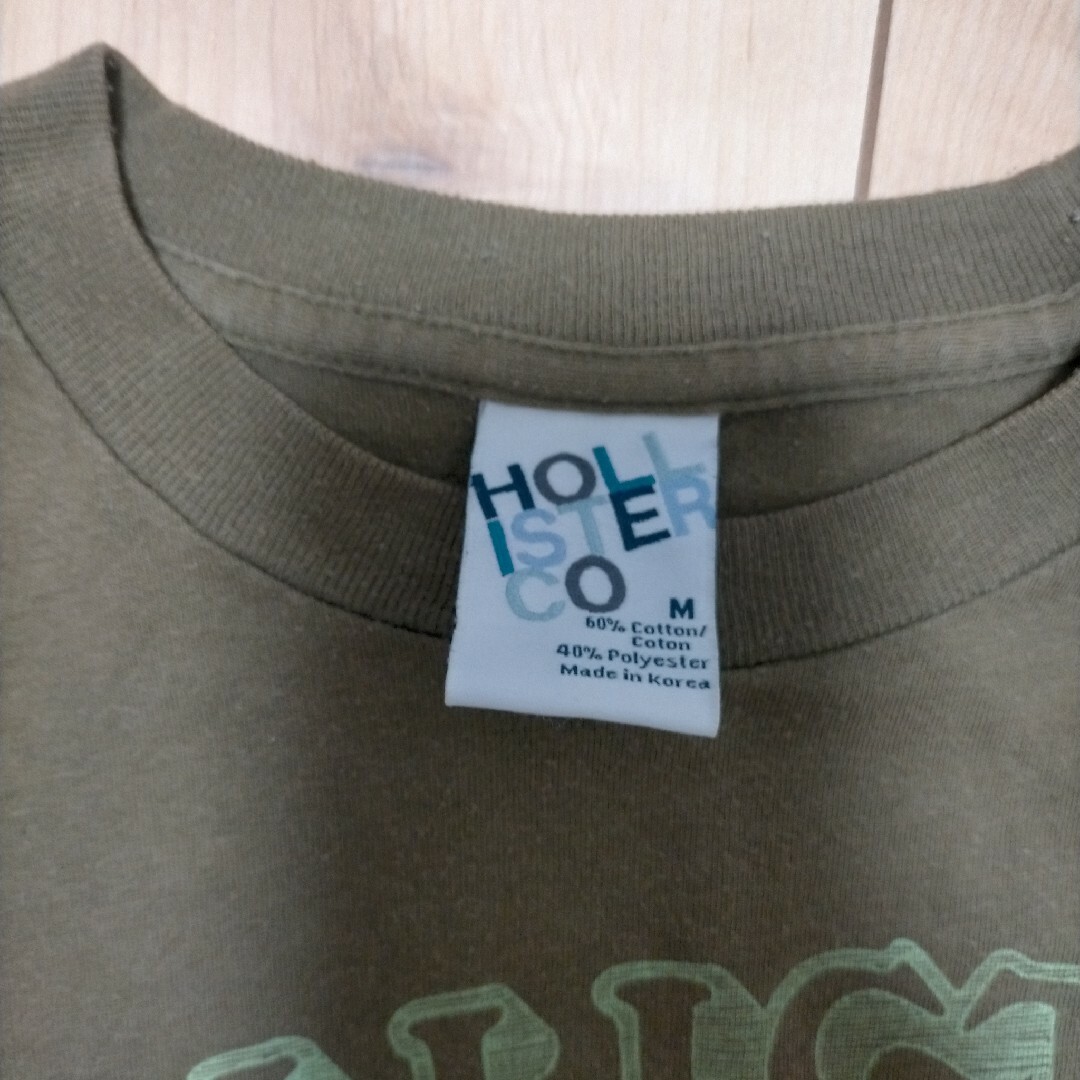 HOLL
ISTER
CO
M
60% Cotton/
Coton
40% Polyester
Made in Korea